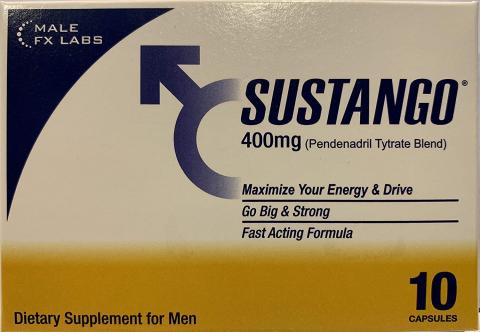 MALE
FX LABS
SUSTANGO®
400mg (Pendenadril Tytrate Blend)
Maximize Your Energy & Drive
Go Big & Strong
Fast Acting Formula
10
CAPSULES
Dietary Supplement for Men